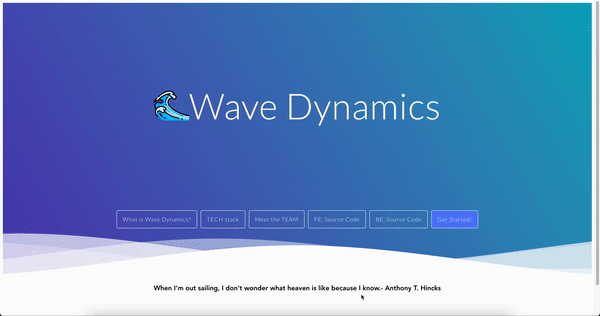 Wave Dynamics
What is Wave Dynamics?
TECH stack
Meet the TEAM
FE: Source Code
BE: Source Code
Get Started!
When I'm out sailing, I don't wonder what heaven is like because I know.- Anthony T. Hincks